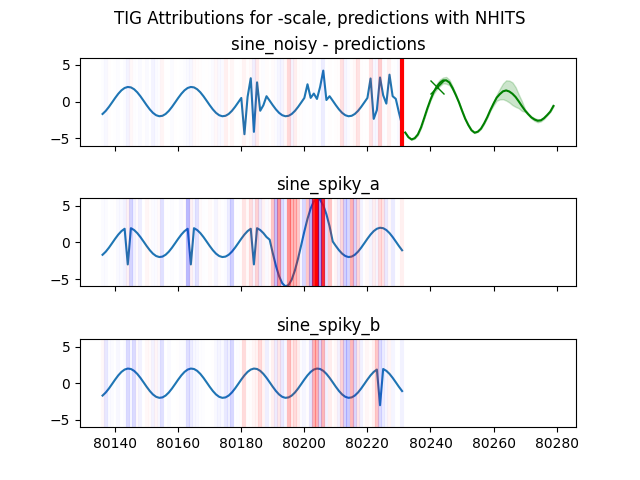 TIG Attributions for -scale, predictions with NHITS
sine_noisy - predictions
5
0
−5
sine_spiky_a
5
0
−5
sine_spiky_b
5
0
−5
80140 80160 80180 80200 80220 80240 80260 80280